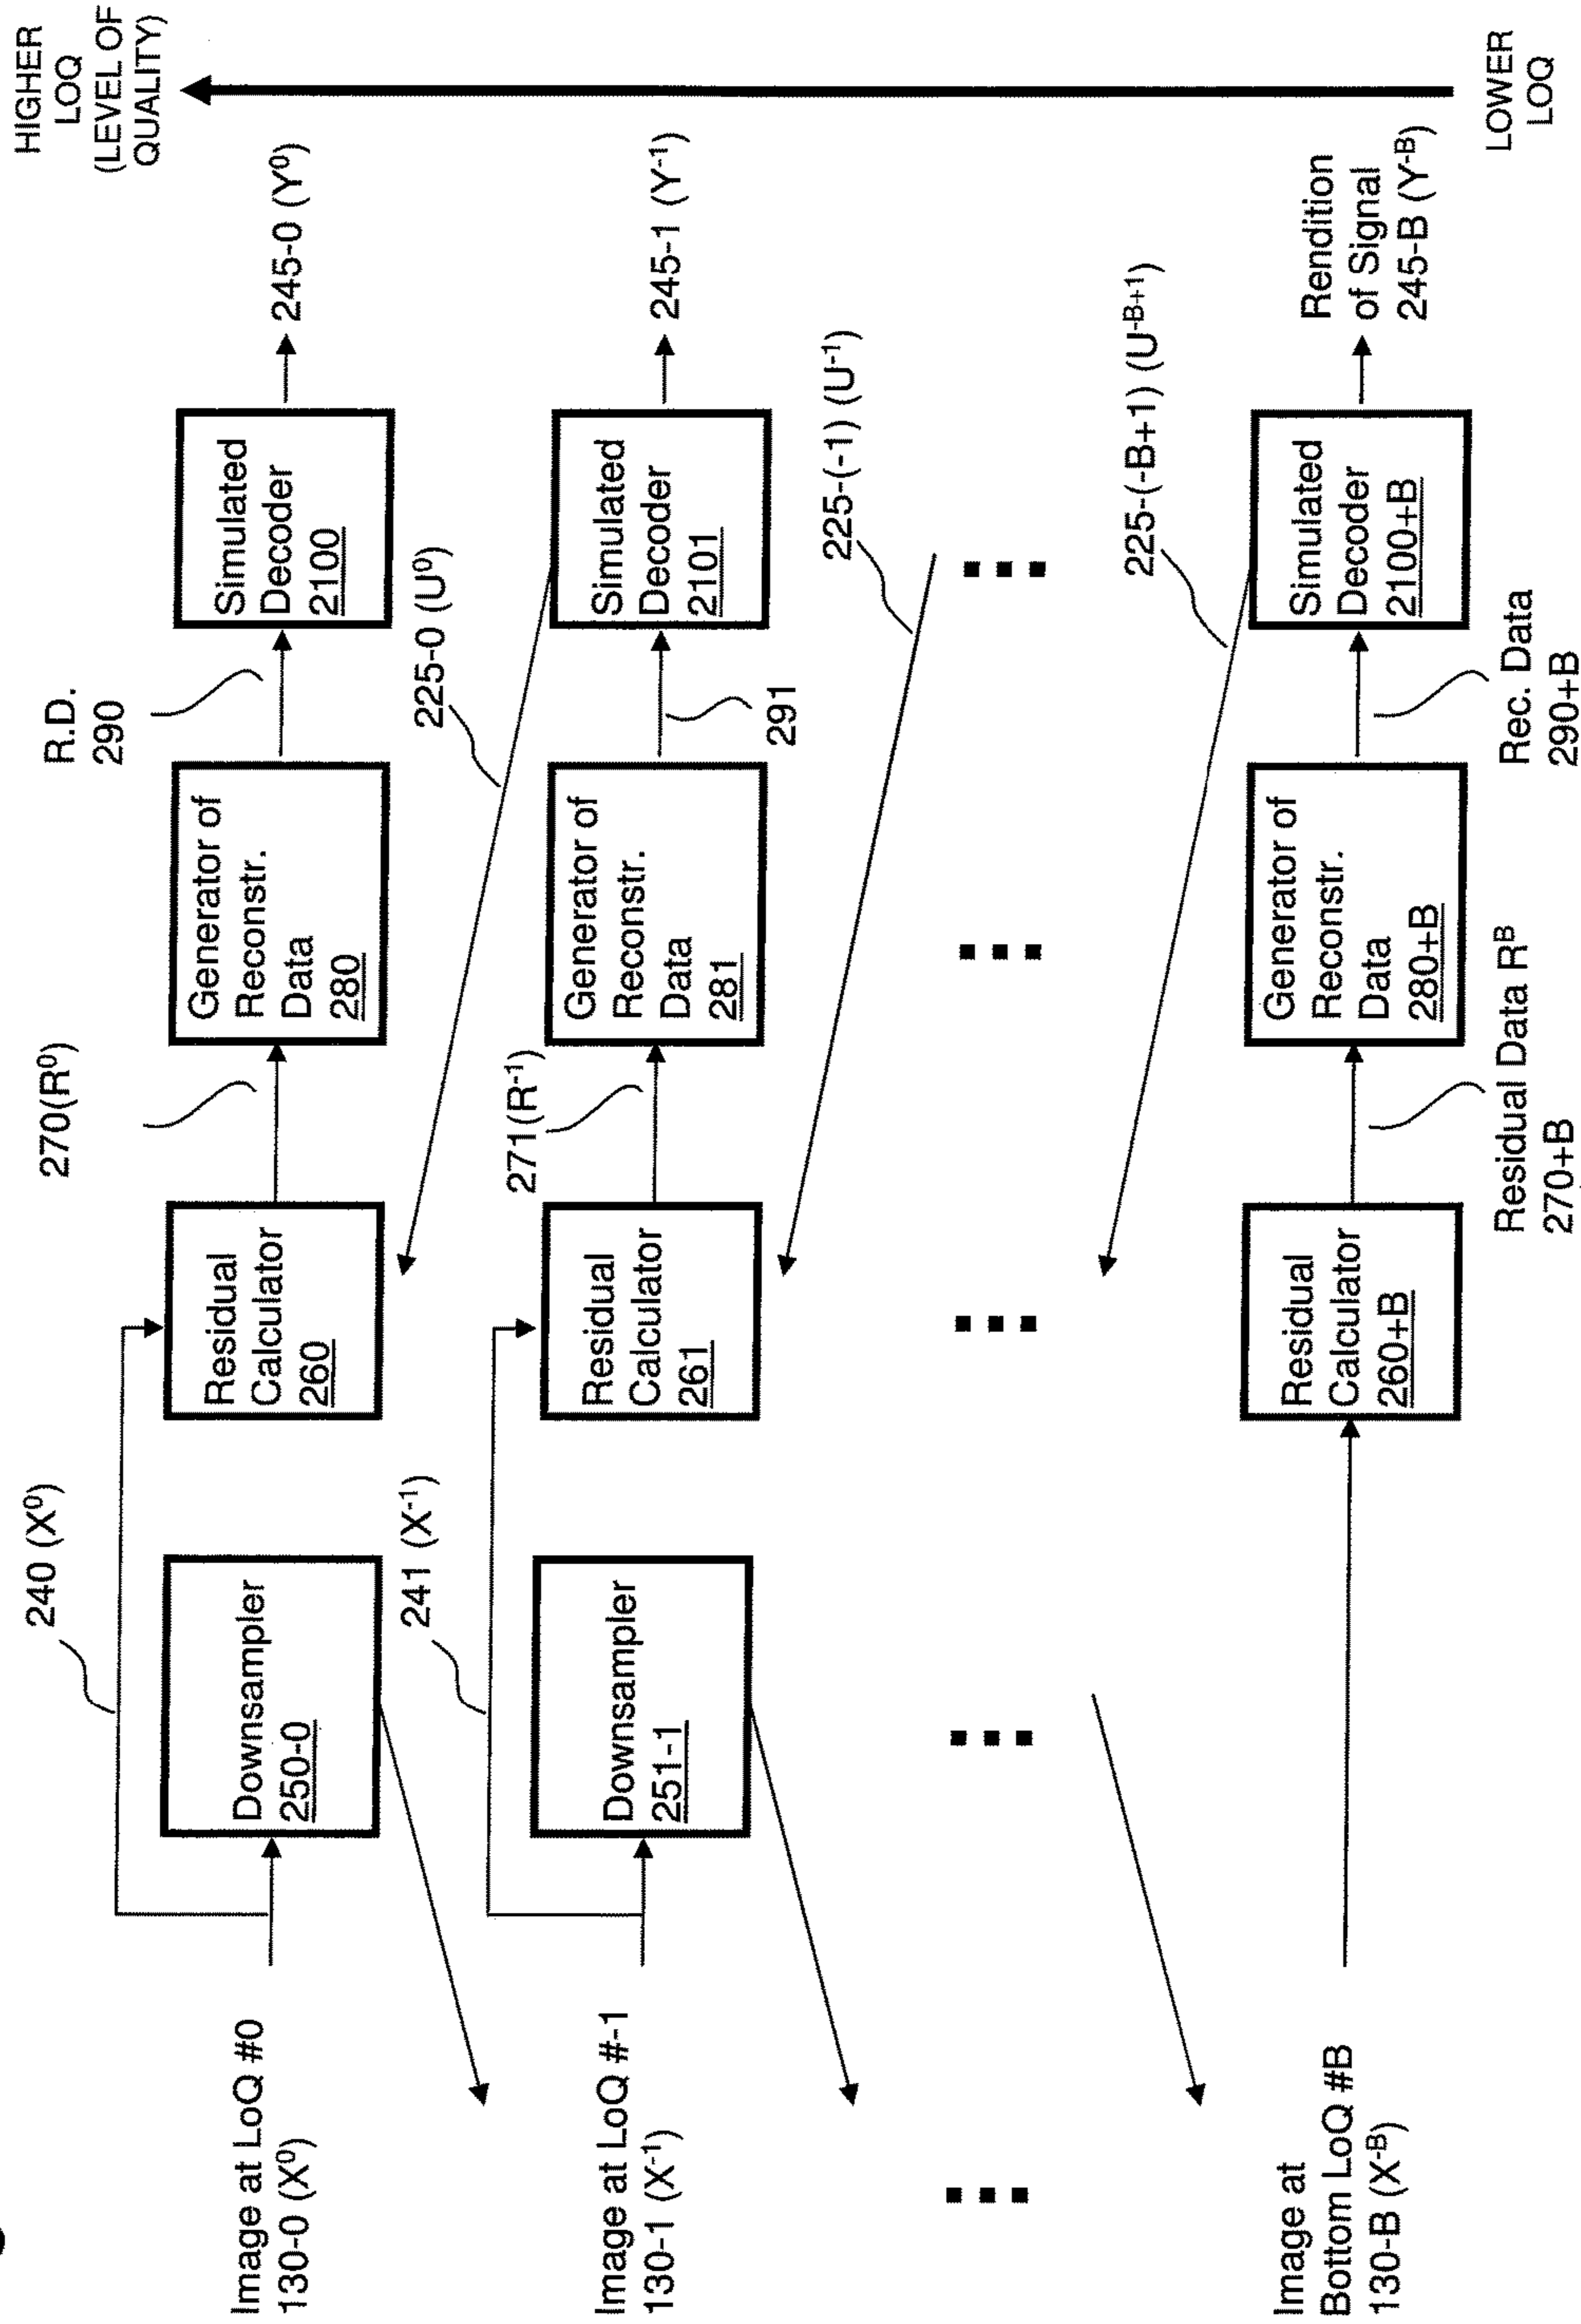 HIGHER
LOQ
(LEVEL OF
QUALITY)
240 (X⁰)
270(R⁰)
R.D.
290
Image at LoQ #0
130-0 (X⁰)
Downsampler
250-0
Residual
Calculator
260
Generator of
Reconstr.
Data
280
Simulated
Decoder
2100
245-0 (Y⁰)
225-0 (U⁰)
241 (X⁻¹)
271(R⁻¹)
291
Image at LoQ #-1
130-1 (X⁻¹)
Downsampler
251-1
Residual
Calculator
261
Generator of
Reconstr.
Data
281
Simulated
Decoder
2101
245-1 (Y⁻¹)
225-(-1) (U⁻¹)
225-(-B+1) (U⁻ᴮ⁺¹)
Image at
Bottom LoQ #B
130-B (X⁻ᴮ)
Residual
Calculator
260+B
Generator of
Reconstr.
Data
280+B
Simulated
Decoder
2100+B
Rendition
of Signal
245-B (Y⁻ᴮ)
Residual Data Rᴮ
270+B
Rec. Data
290+B
LOWER
LOQ